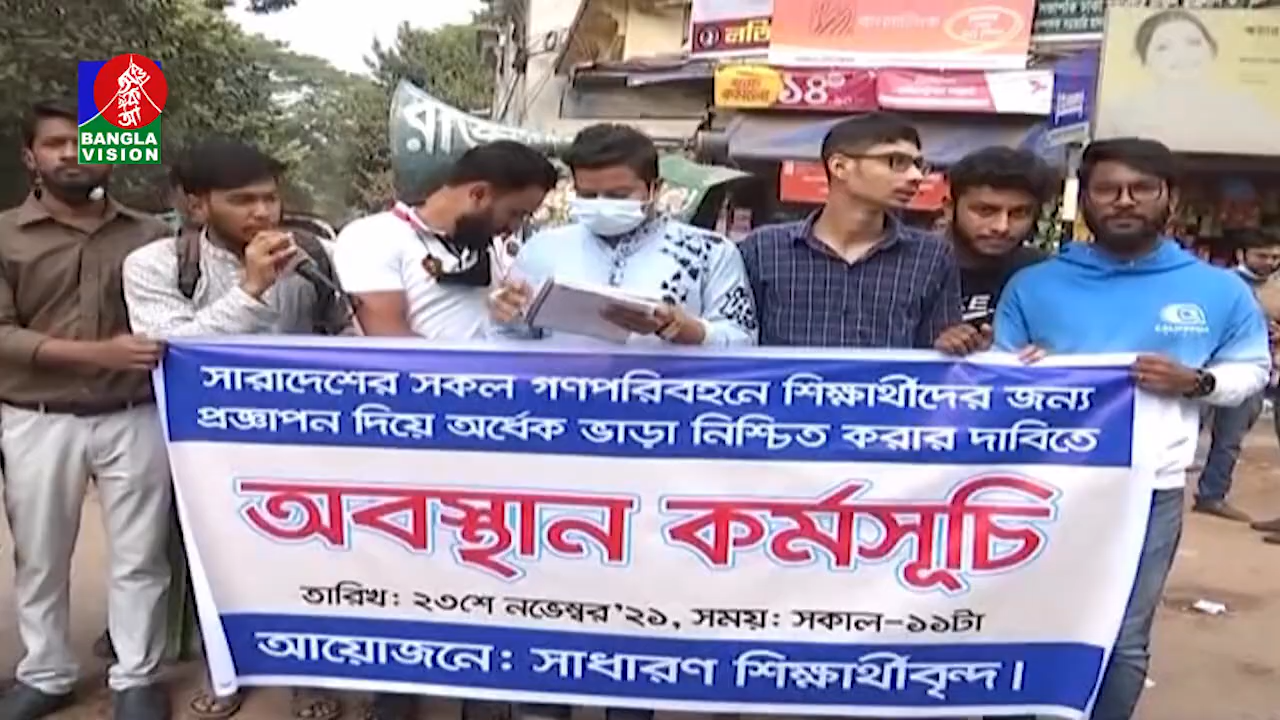 BANGLA
VISION
১৪°
সারাদেশের সকল গণপরিবহনে শিক্ষার্থীদের জন্য
প্রজ্ঞাপন দিয়ে অর্ধেক ভাড়া নিশ্চিত করার দাবিতে
অবস্থান কর্মসূচি
তারিখ: ২৩শে নভেম্বর'২১, সময়: সকাল-১১টা
আয়োজনে: সাধারণ শিক্ষার্থীবৃন্দ।